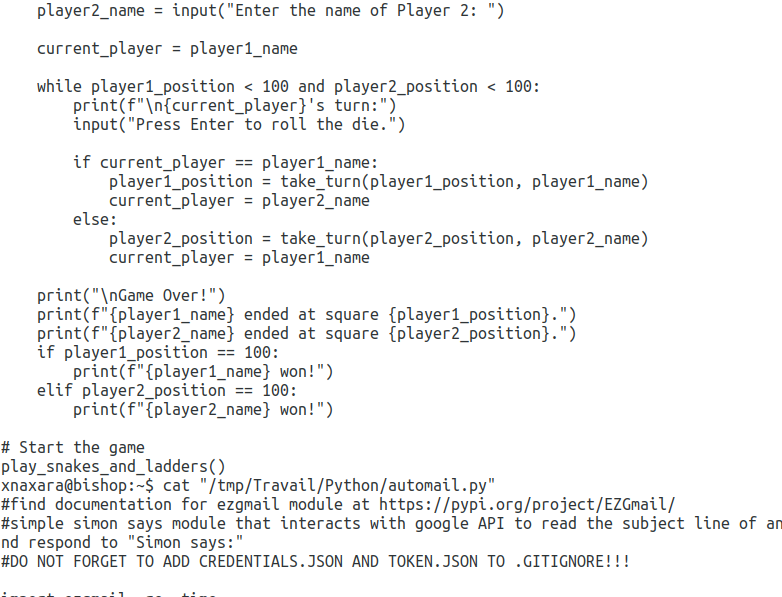 player2_name = input("Enter the name of Player 2: ")
current_player = player1_name
while player1_position < 100 and player2_position < 100:
print(f"\n{current_player}'s turn:")
input("Press Enter to roll the die.")
if current_player == player1_name:
player1_position = take_turn(player1_position, player1_name)
current_player = player2_name
else:
player2_position = take_turn(player2_position, player2_name)
current_player = player1_name
print("\nGame Over!")
print(f"{player1_name} ended at square {player1_position}.")
print(f"{player2_name} ended at square {player2_position}.")
if player1_position == 100:
print(f"{player1_name} won!")
elif player2_position == 100:
print(f"{player2_name} won!")
# Start the game
play_snakes_and_ladders()
xnaxara@bishop:~$ cat "/tmp/Travail/Python/automail.py"
#find documentation for ezgmail module at https://pypi.org/project/EZGmail/
#simple simon says module that interacts with google API to read the subject line of an
nd respond to "Simon says:"
#DO NOT FORGET TO ADD CREDENTIALS.JSON AND TOKEN.JSON TO .GITIGNORE!!!